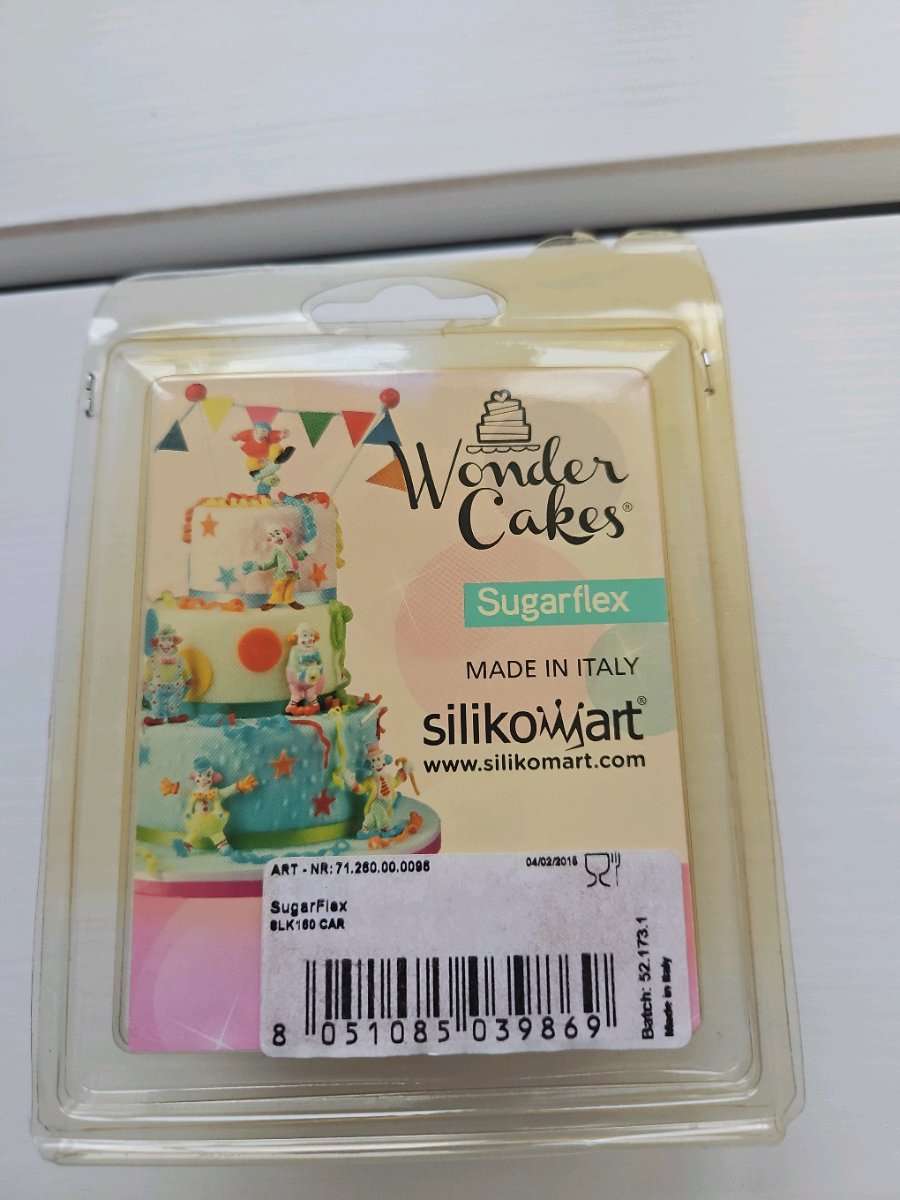 Wonder
Cakes®
Sugarflex
MADE IN ITALY
silikomart®
www.silikomart.com
ART - NR: 71.260.00.0096
04/02/2016
SugarFlex
SLK160 CAR
8 051085 039869
Batch: 52.173.1
Made in Italy